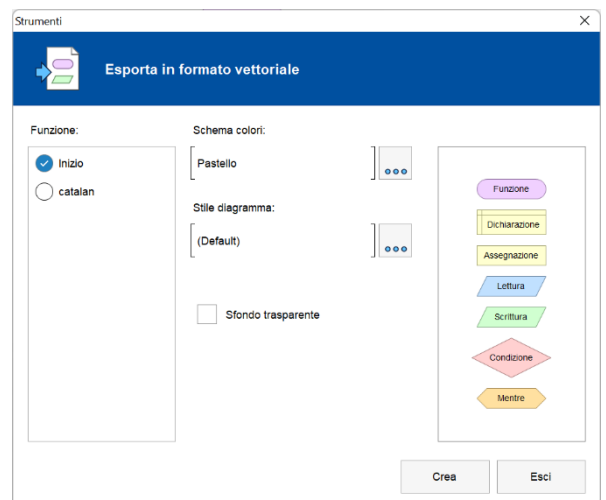 Strumenti
Esporta in formato vettoriale
Funzione:
Inizio
catalan
Schema colori:
Pastello
Stile diagramma:
(Default)
Sfondo trasparente
Funzione
Dichiarazione
Assegnazione
Lettura
Scrittura
Condizione
Mentre
Crea
Esci